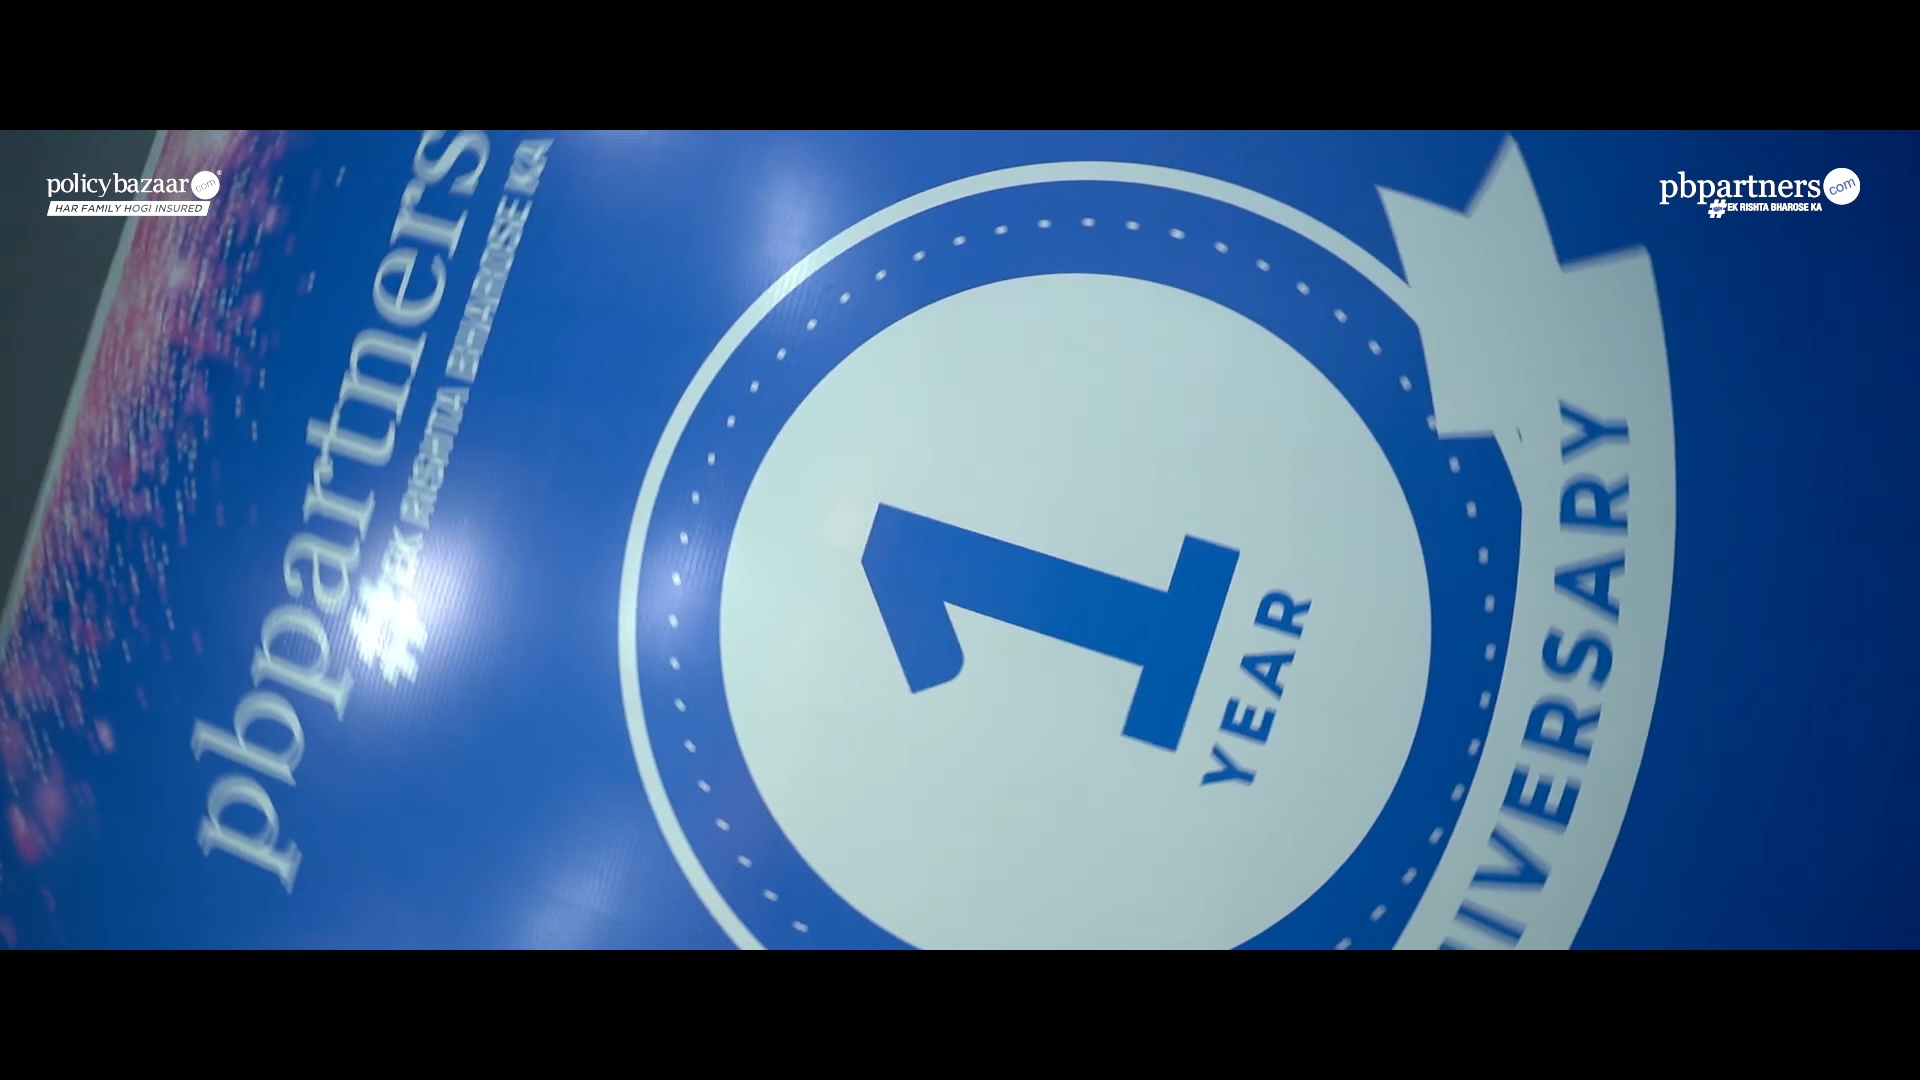 policybazaar.com
HAR FAMILY HOGI INSURED
pbpartners.com
#EK RISHTA BHAROSE KA
pbpartners
#EK RISHTA BHAROSE KA
1
YEAR
IVERSARY